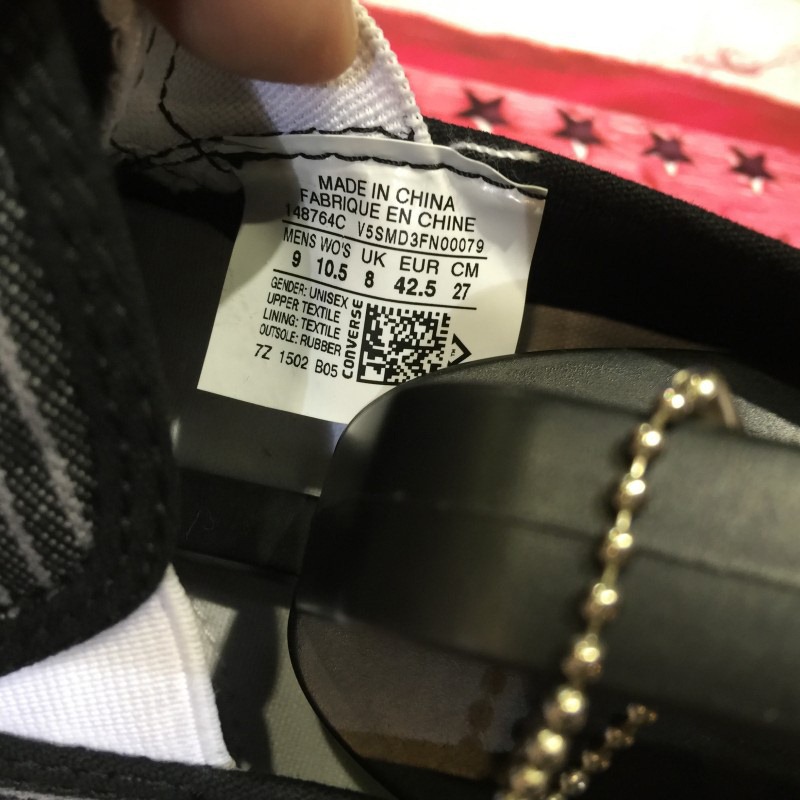 MADE IN CHINA
FABRIQUE EN CHINE
148764C V5SMD3FN00079
MENS WO'S UK EUR CM
9 10.5 8 42.5 27
GENDER: UNISEX
UPPER TEXTILE
LINING: TEXTILE
OUTSOLE: RUBBER
7Z 1502 B05
CONVERSE